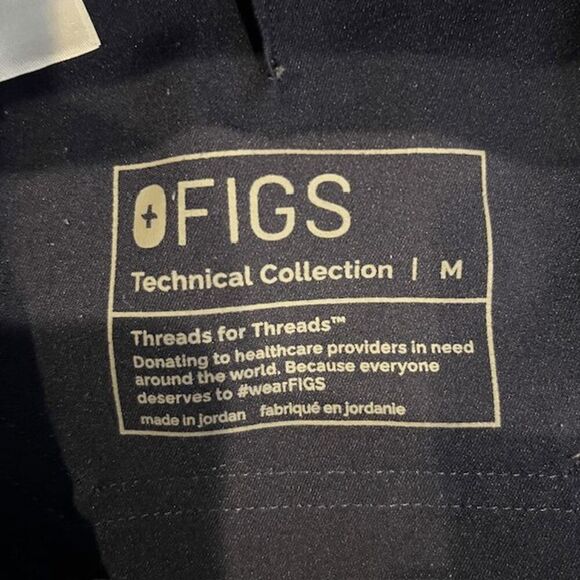 FIGS
Technical Collection | M
Threads for Threads™
Donating to healthcare providers in need
around the world. Because everyone
deserves to #wearFIGS
made in jordan fabriqué en jordanie